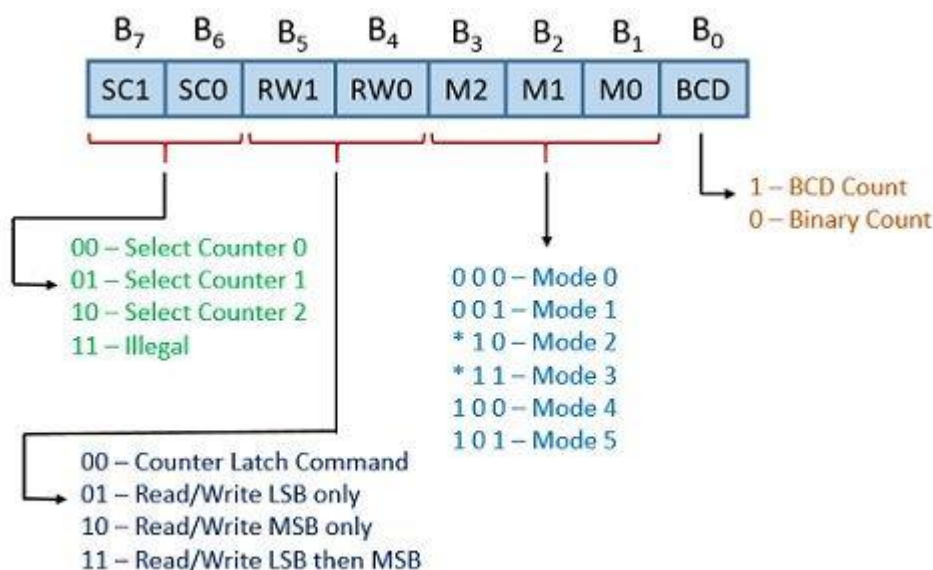 B7 B6 B5 B4 B3 B2 B1 B0
SC1 SC0 RW1 RW0 M2 M1 M0 BCD
1 – BCD Count
0 – Binary Count
00 – Select Counter 0
01 – Select Counter 1
10 – Select Counter 2
11 – Illegal
0 0 0 – Mode 0
0 0 1 – Mode 1
* 1 0 – Mode 2
* 1 1 – Mode 3
1 0 0 – Mode 4
1 0 1 – Mode 5
00 – Counter Latch Command
01 – Read/Write LSB only
10 – Read/Write MSB only
11 – Read/Write LSB then MSB